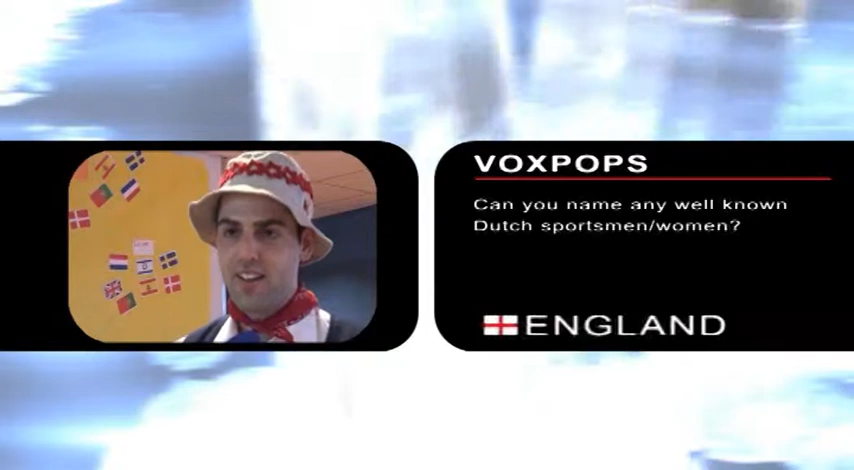 VOXPOPS
Can you name any well known
Dutch sportsmen/women?
ENGLAND